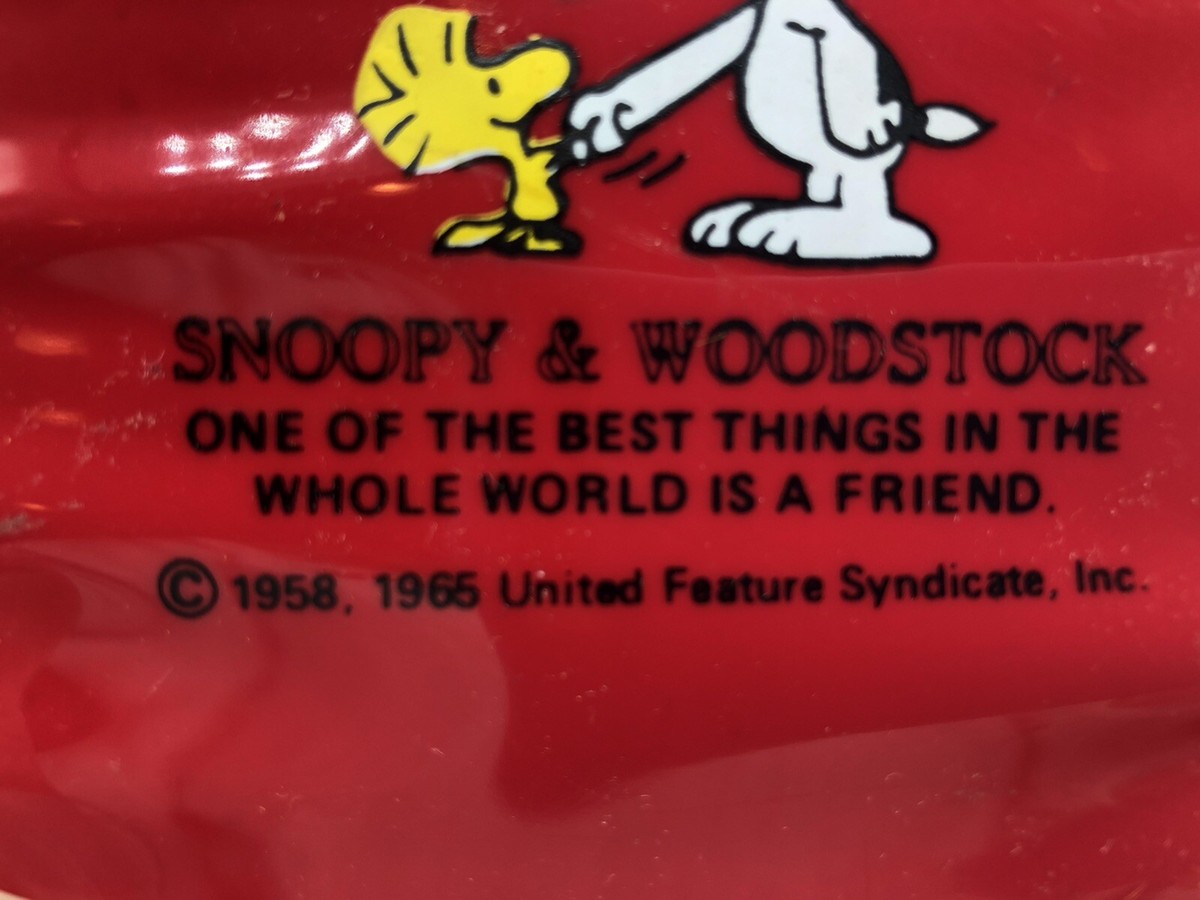 SNOOPY & WOODSTOCK
ONE OF THE BEST THINGS IN THE
WHOLE WORLD IS A FRIEND.
© 1958, 1965 United Feature Syndicate, Inc.